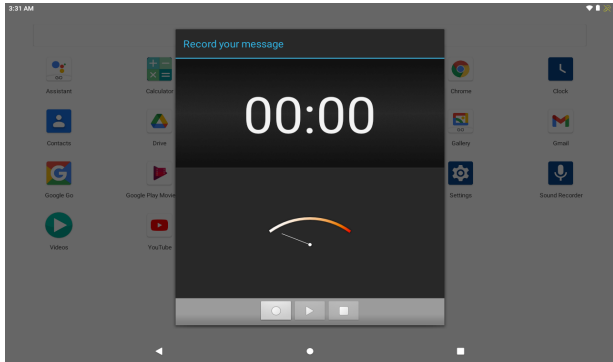 3:31 AM
Record your message
00:00
Assistant
Calculator
Chrome
Clock
Contacts
Drive
Gallery
Gmail
Google Go
Google Play Movie
Settings
Sound Recorder
Videos
YouTube